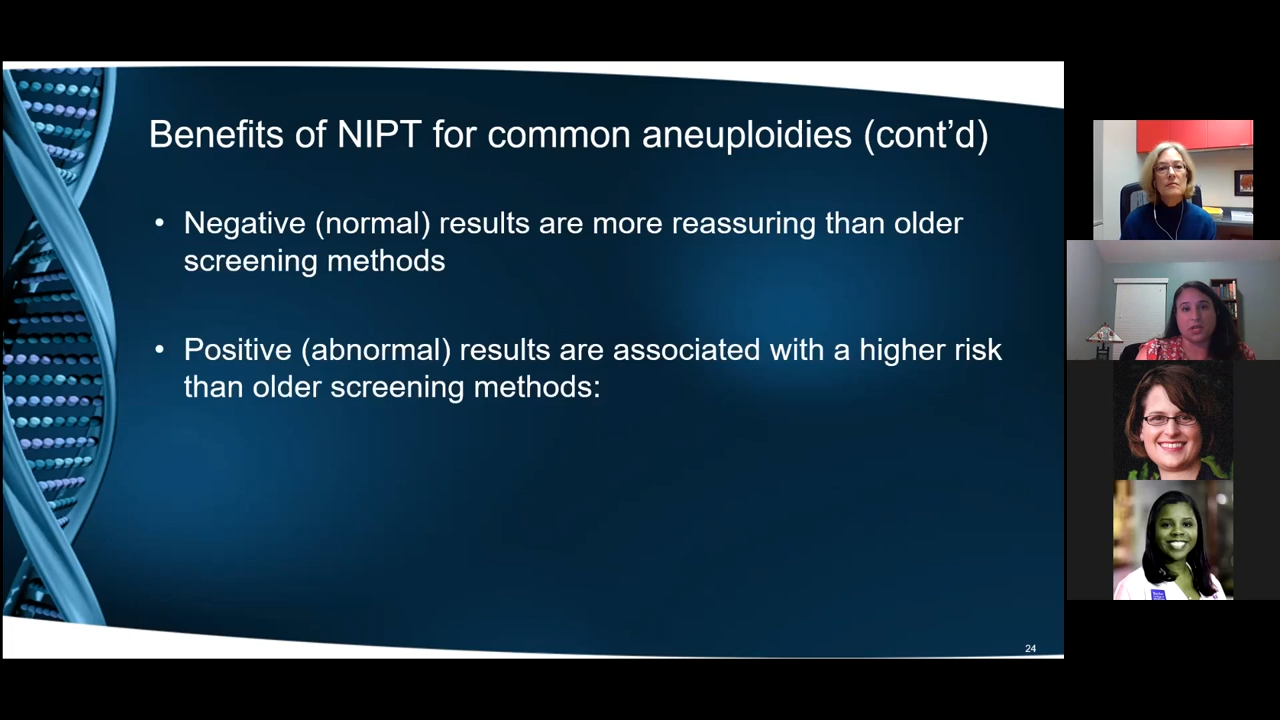 Benefits of NIPT for common aneuploidies (cont’d)
• Negative (normal) results are more reassuring than older
screening methods
• Positive (abnormal) results are associated with a higher risk
than older screening methods:
24